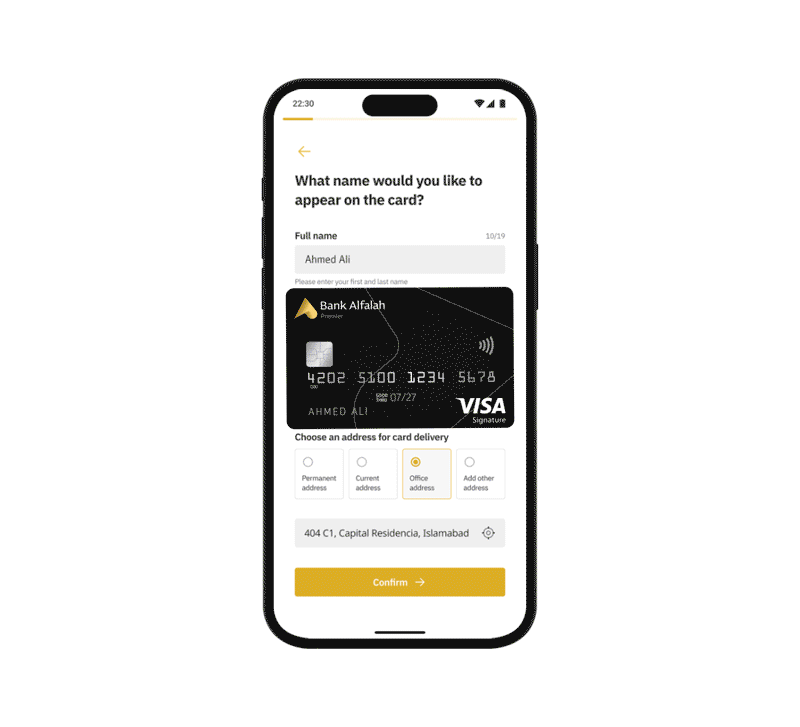 22:30
What name would you like to
appear on the card?
Full name 10/19
Ahmed Ali
Please enter your first and last name
Bank Alfalah
Premier
4202 5100 1234 5678
07/27
AHMED ALI
VISA
Signature
Choose an address for card delivery
Permanent address
Current address
Office address
Add other address
404 C1, Capital Residencia, Islamabad
Confirm